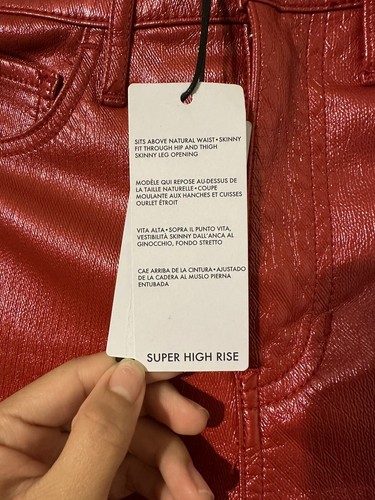 SITS ABOVE NATURAL WAIST • SKINNY
FIT THROUGH HIP AND THIGH
SKINNY LEG OPENING
MODÈLE QUI REPOSE AU-DESSUS DE
LA TAILLE NATURELLE • COUPE
MOULANTE AUX HANCHES ET CUISSES
OURLET ÉTROIT
VITA ALTA • SOPRA IL PUNTO VITA,
VESTIBILITÀ SKINNY DALL'ANCA AL
GINOCCHIO, FONDO STRETTO
CAE ARRIBA DE LA CINTURA • AJUSTADO
DE LA CADERA AL MUSLO PIERNA
ENTUBADA
SUPER HIGH RISE